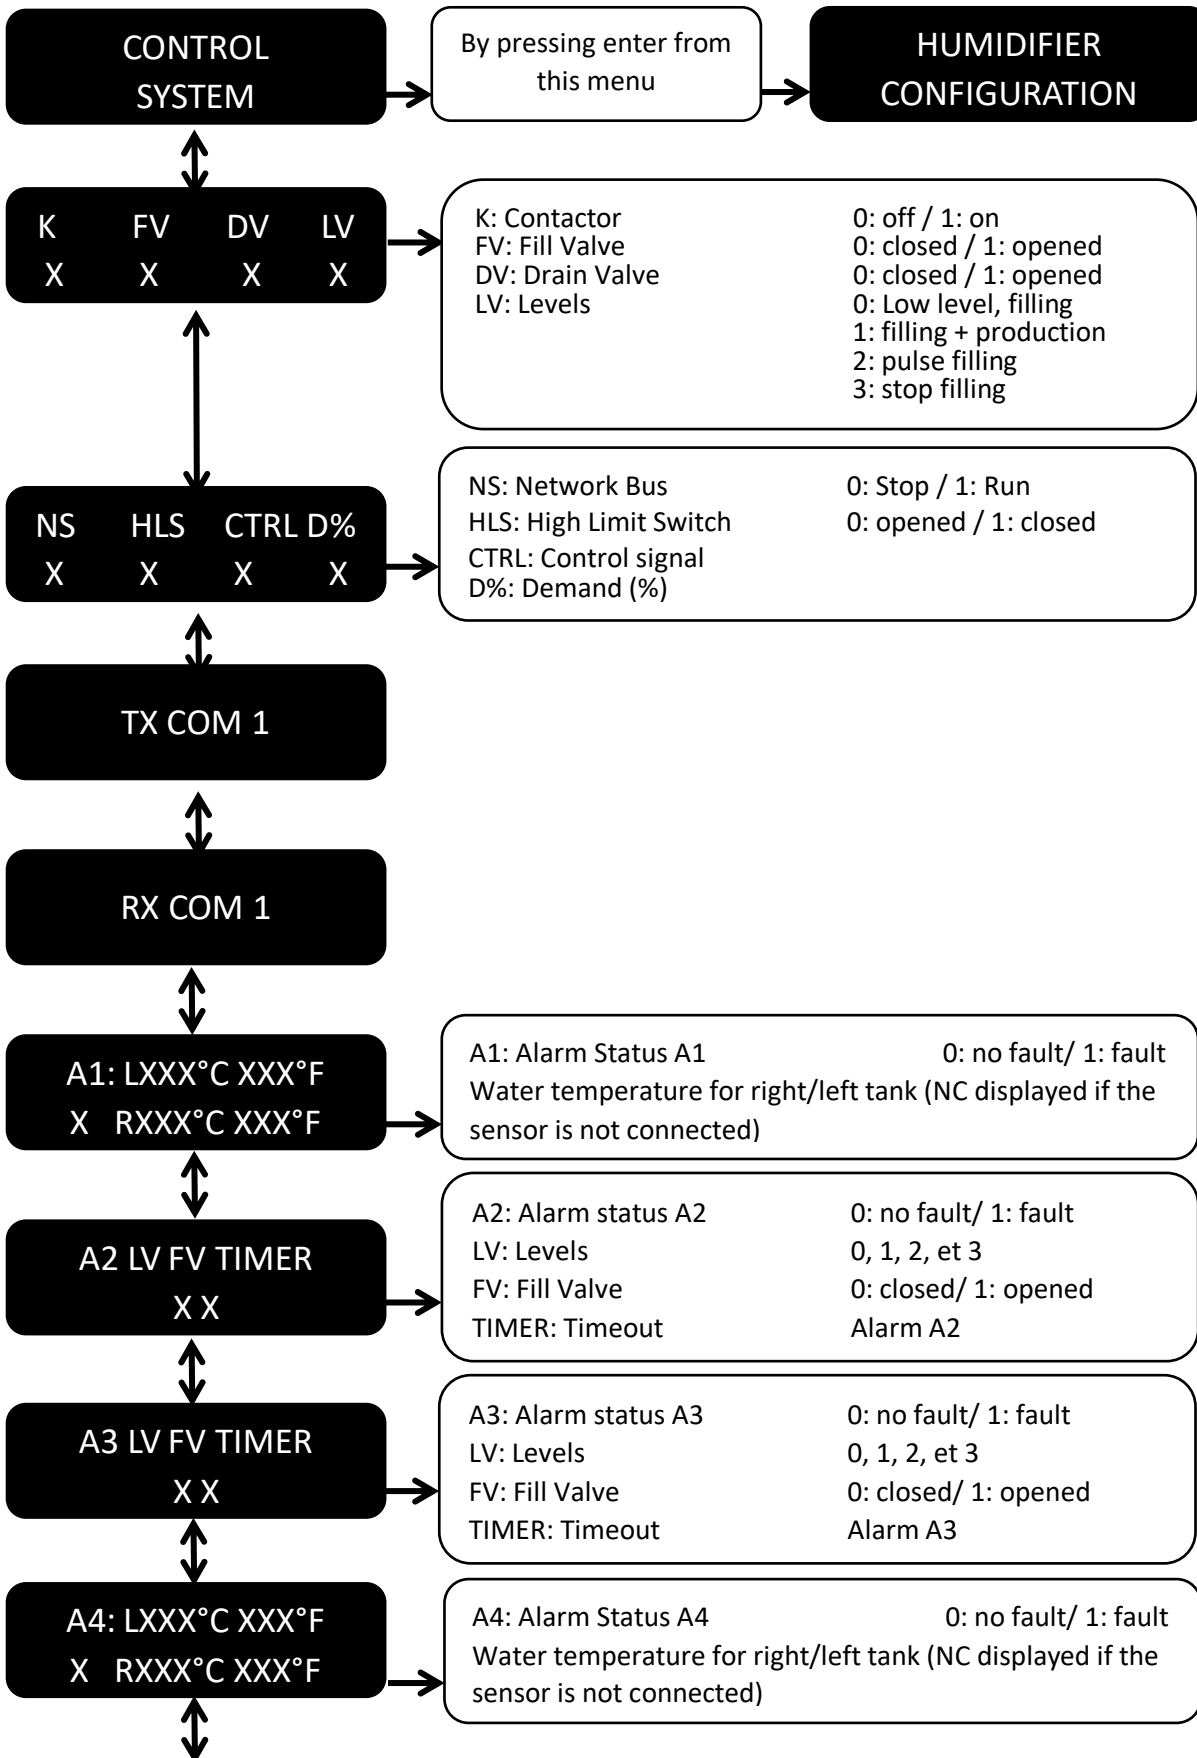 CONTROL
SYSTEM
By pressing enter from
this menu
HUMIDIFIER
CONFIGURATION
K FV DV LV
X X X X
K: Contactor 0: off / 1: on
FV: Fill Valve 0: closed / 1: opened
DV: Drain Valve 0: closed / 1: opened
LV: Levels 0: Low level, filling
1: filling + production
2: pulse filling
3: stop filling
NS HLS CTRL D%
X X X X
NS: Network Bus 0: Stop / 1: Run
HLS: High Limit Switch 0: opened / 1: closed
CTRL: Control signal
D%: Demand (%)
TX COM 1
RX COM 1
A1: LXXX°C XXX°F
X RXXX°C XXX°F
A1: Alarm Status A1 0: no fault/ 1: fault
Water temperature for right/left tank (NC displayed if the
sensor is not connected)
A2 LV FV TIMER
X X
A2: Alarm status A2 0: no fault/ 1: fault
LV: Levels 0, 1, 2, et 3
FV: Fill Valve 0: closed/ 1: opened
TIMER: Timeout Alarm A2
A3 LV FV TIMER
X X
A3: Alarm status A3 0: no fault/ 1: fault
LV: Levels 0, 1, 2, et 3
FV: Fill Valve 0: closed/ 1: opened
TIMER: Timeout Alarm A3
A4: LXXX°C XXX°F
X RXXX°C XXX°F
A4: Alarm Status A4 0: no fault/ 1: fault
Water temperature for right/left tank (NC displayed if the
sensor is not connected)